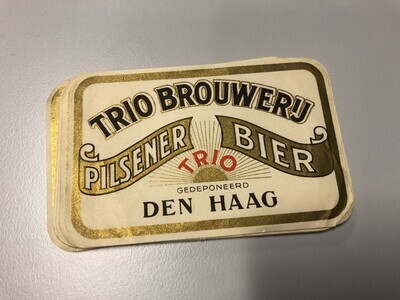 TRIO BROUWERIJ
PILSENER BIER
TRIO
GEDEPONEERD
DEN HAAG